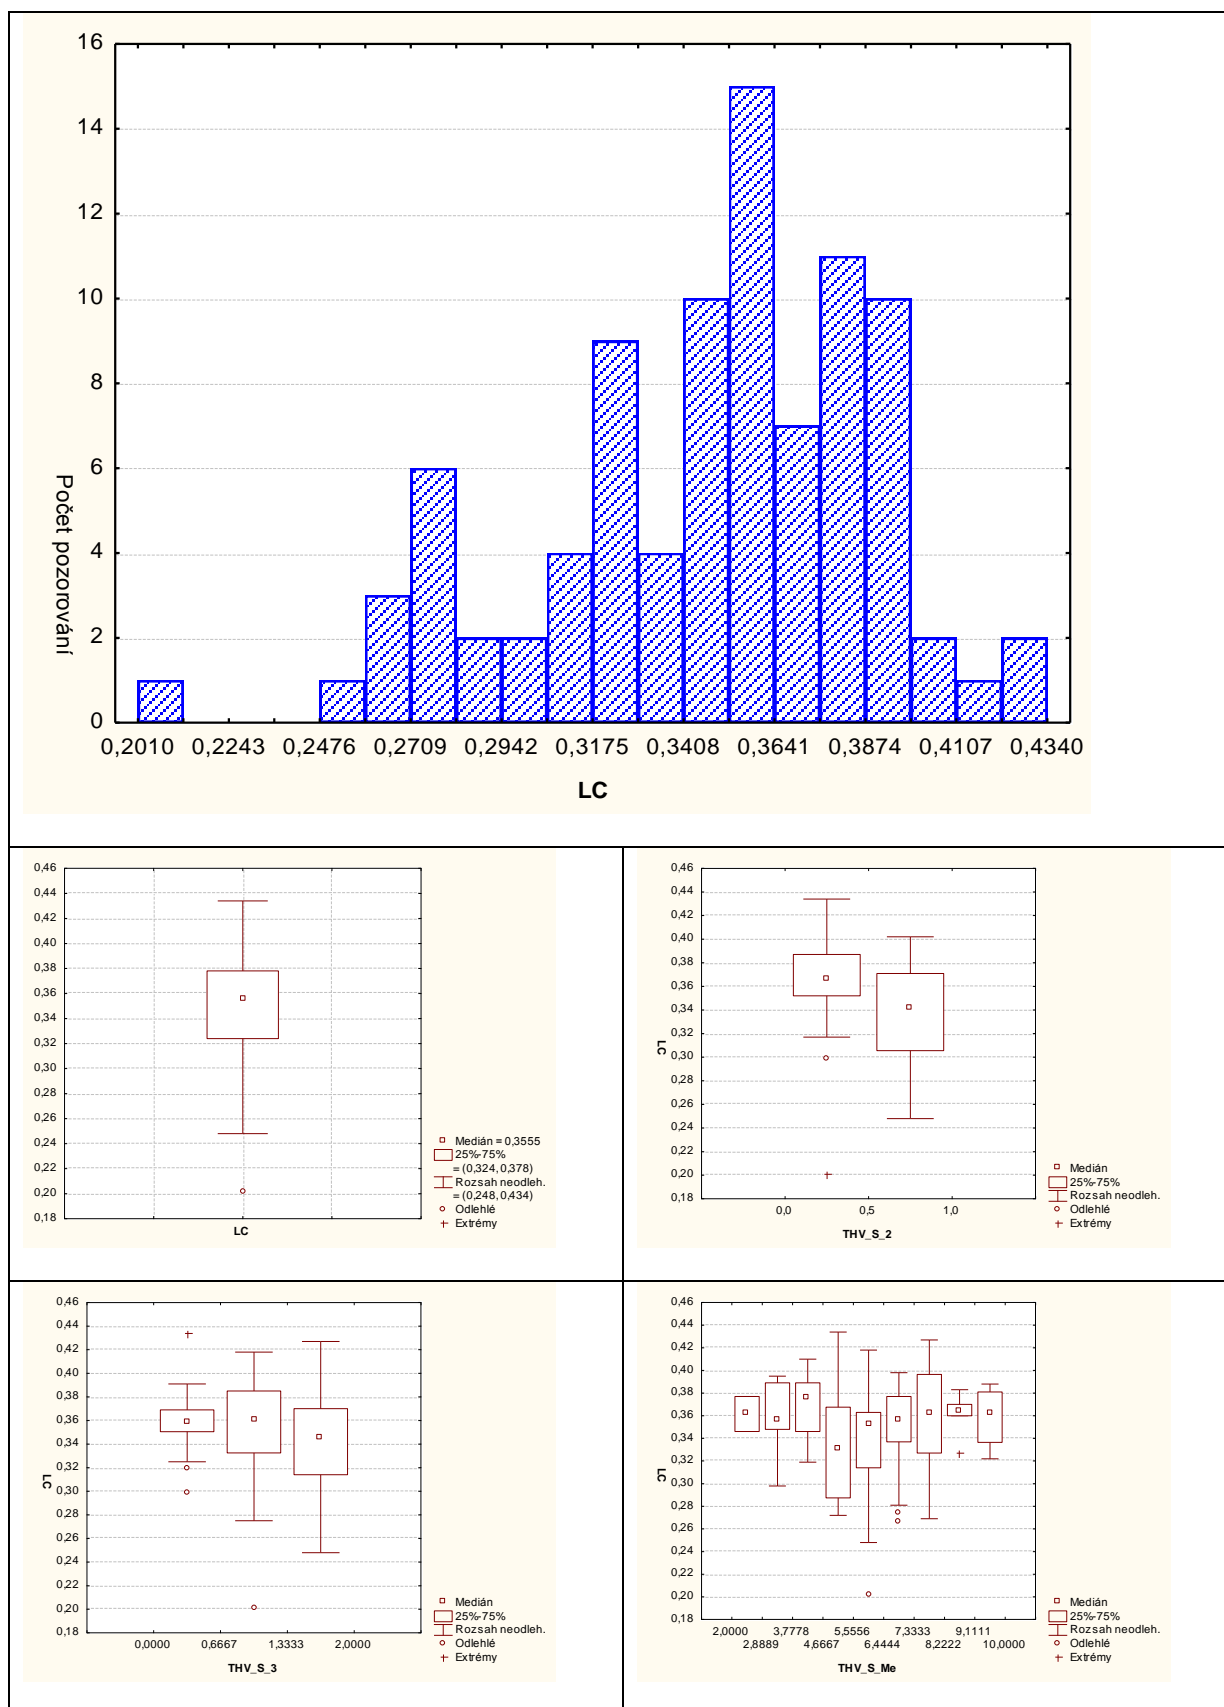 16
14
12
10
8
6
4
2
0
Počet pozorování
0,2010 0,2243 0,2476 0,2709 0,2942 0,3175 0,3408 0,3641 0,3874 0,4107 0,4340
LC
0,46
0,44
0,42
0,40
0,38
0,36
0,34
0,32
0,30
0,28
0,26
0,24
0,22
0,20
0,18
LC
Medián = 0,3555
25%-75%
= (0,324, 0,378)
Rozsah neodleh.
= (0,248, 0,434)
Odlehlé
Extrémy
0,46
0,44
0,42
0,40
0,38
0,36
0,34
0,32
0,30
0,28
0,26
0,24
0,22
0,20
0,18
LC
0,0 0,5 1,0
THV_S_2
Medián
25%-75%
Rozsah neodleh.
Odlehlé
Extrémy
0,46
0,44
0,42
0,40
0,38
0,36
0,34
0,32
0,30
0,28
0,26
0,24
0,22
0,20
0,18
LC
0,0000 0,6667 1,3333 2,0000
THV_S_3
Medián
25%-75%
Rozsah neodleh.
Odlehlé
Extrémy
0,46
0,44
0,42
0,40
0,38
0,36
0,34
0,32
0,30
0,28
0,26
0,24
0,22
0,20
0,18
LC
2,0000 3,7778 5,5556 7,3333 9,1111
2,8889 4,6667 6,4444 8,2222 10,0000
THV_S_Me
Medián
25%-75%
Rozsah neodleh.
Odlehlé
Extrémy